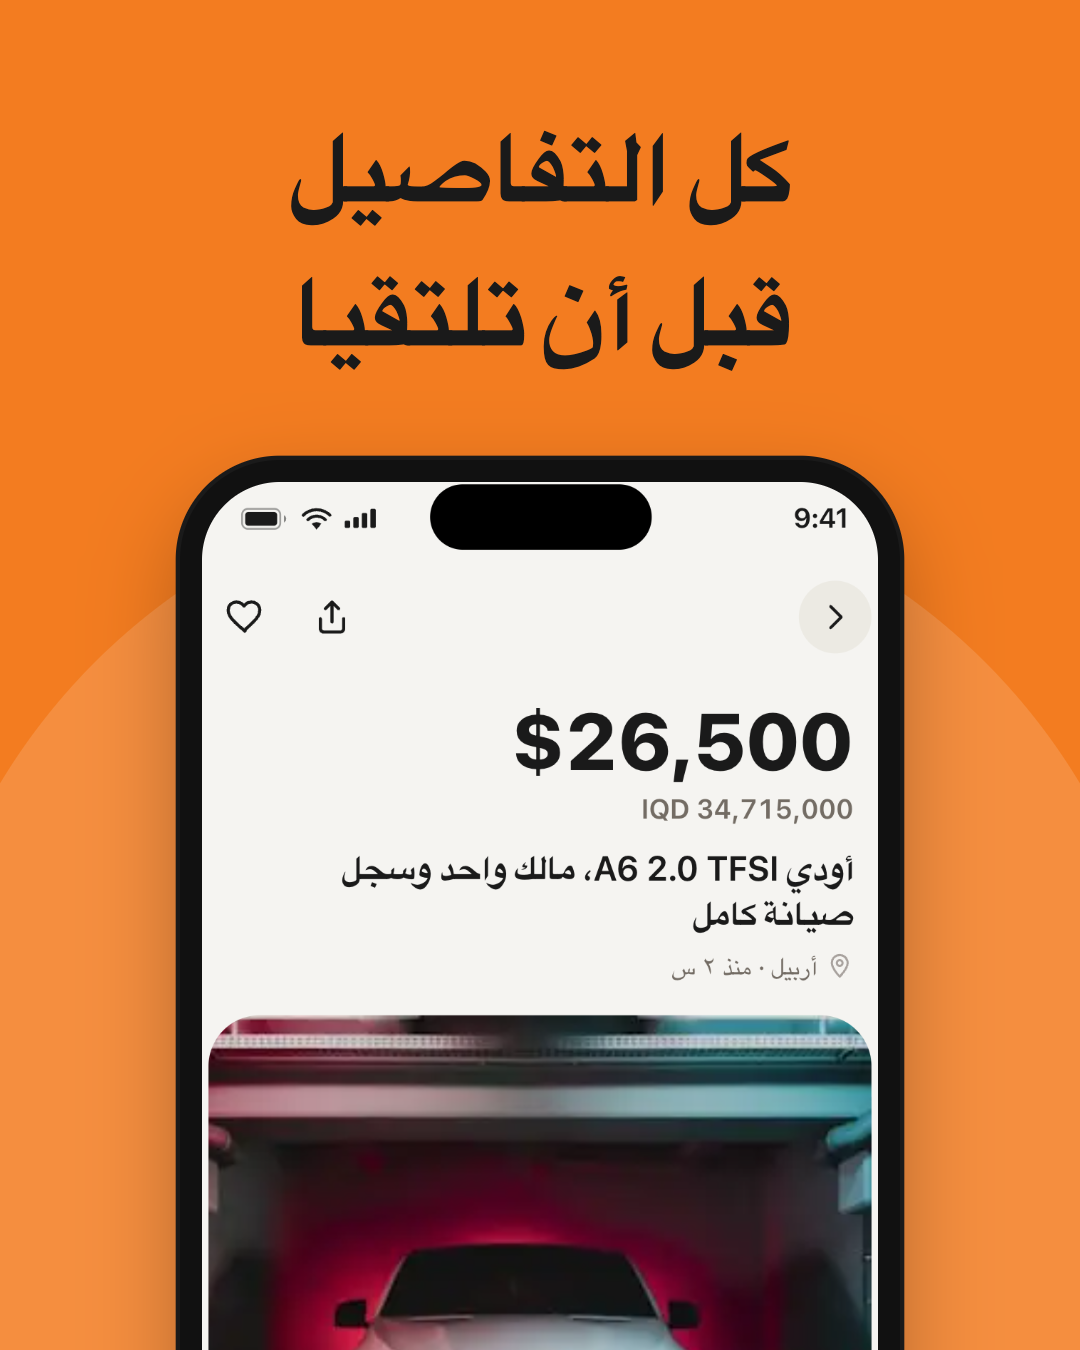 كل التفاصيل
قبل أن تلتقيا
9:41
$26,500
IQD 34,715,000
أودي A6 2.0 TFSI، مالك واحد وسجل
صيانة كامل
أربيل · منذ ٢ س